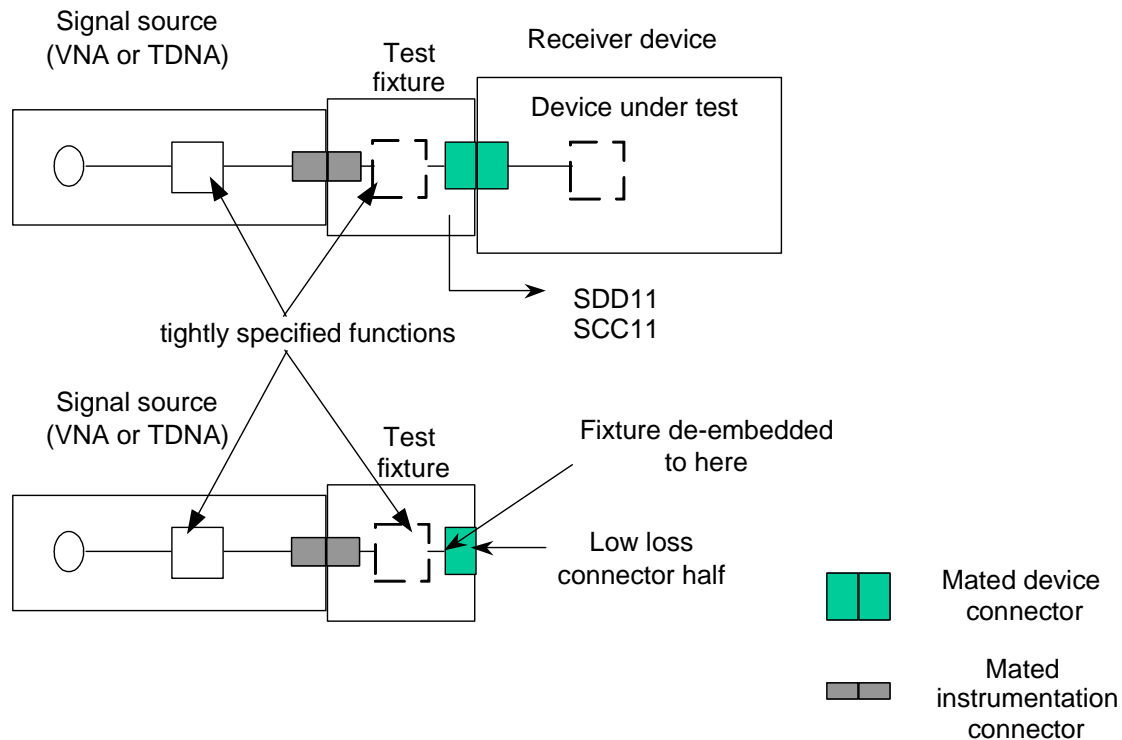 Signal source
(VNA or TDNA)
Test
fixture
Receiver device
Device under test
SDD11
SCC11
tightly specified functions
Signal source
(VNA or TDNA)
Test
fixture
Fixture de-embedded
to here
Low loss
connector half
Mated device
connector
Mated
instrumentation
connector